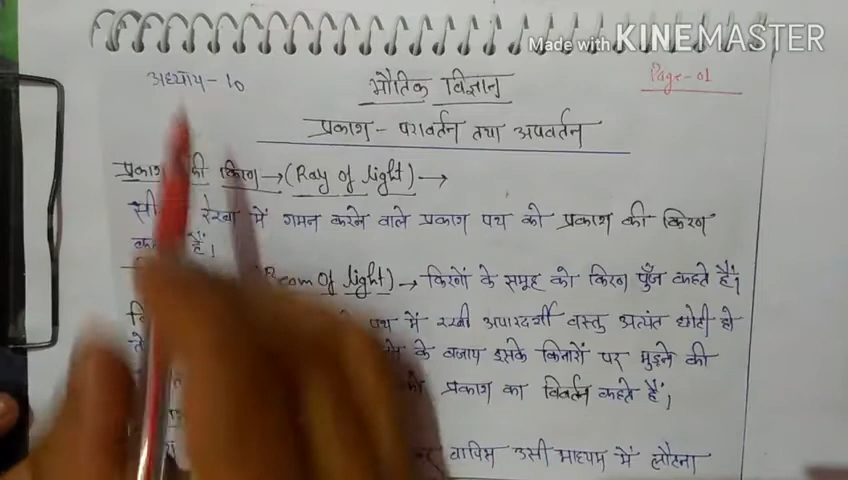 Made with KINEMASTER
अध्याय - 10
भौतिक विज्ञान
Page-01
प्रकाश - परावर्तन तथा अपवर्तन
प्रकाश की किरण → (Ray of light) →
रेखा में गमन करने वाले प्रकाश पथ को प्रकाश की किरण
हैं।
(Beam of light) → किरणों के समूह को किरण पुँज कहते हैं।
पथ में रखी अपारदर्शी वस्तु अत्यंत छोटी हो
के बजाय इसके किनारों पर मुड़ने की
को प्रकाश का विवर्तन कहते हैं।
वापिस उसी माध्यम में लौटना